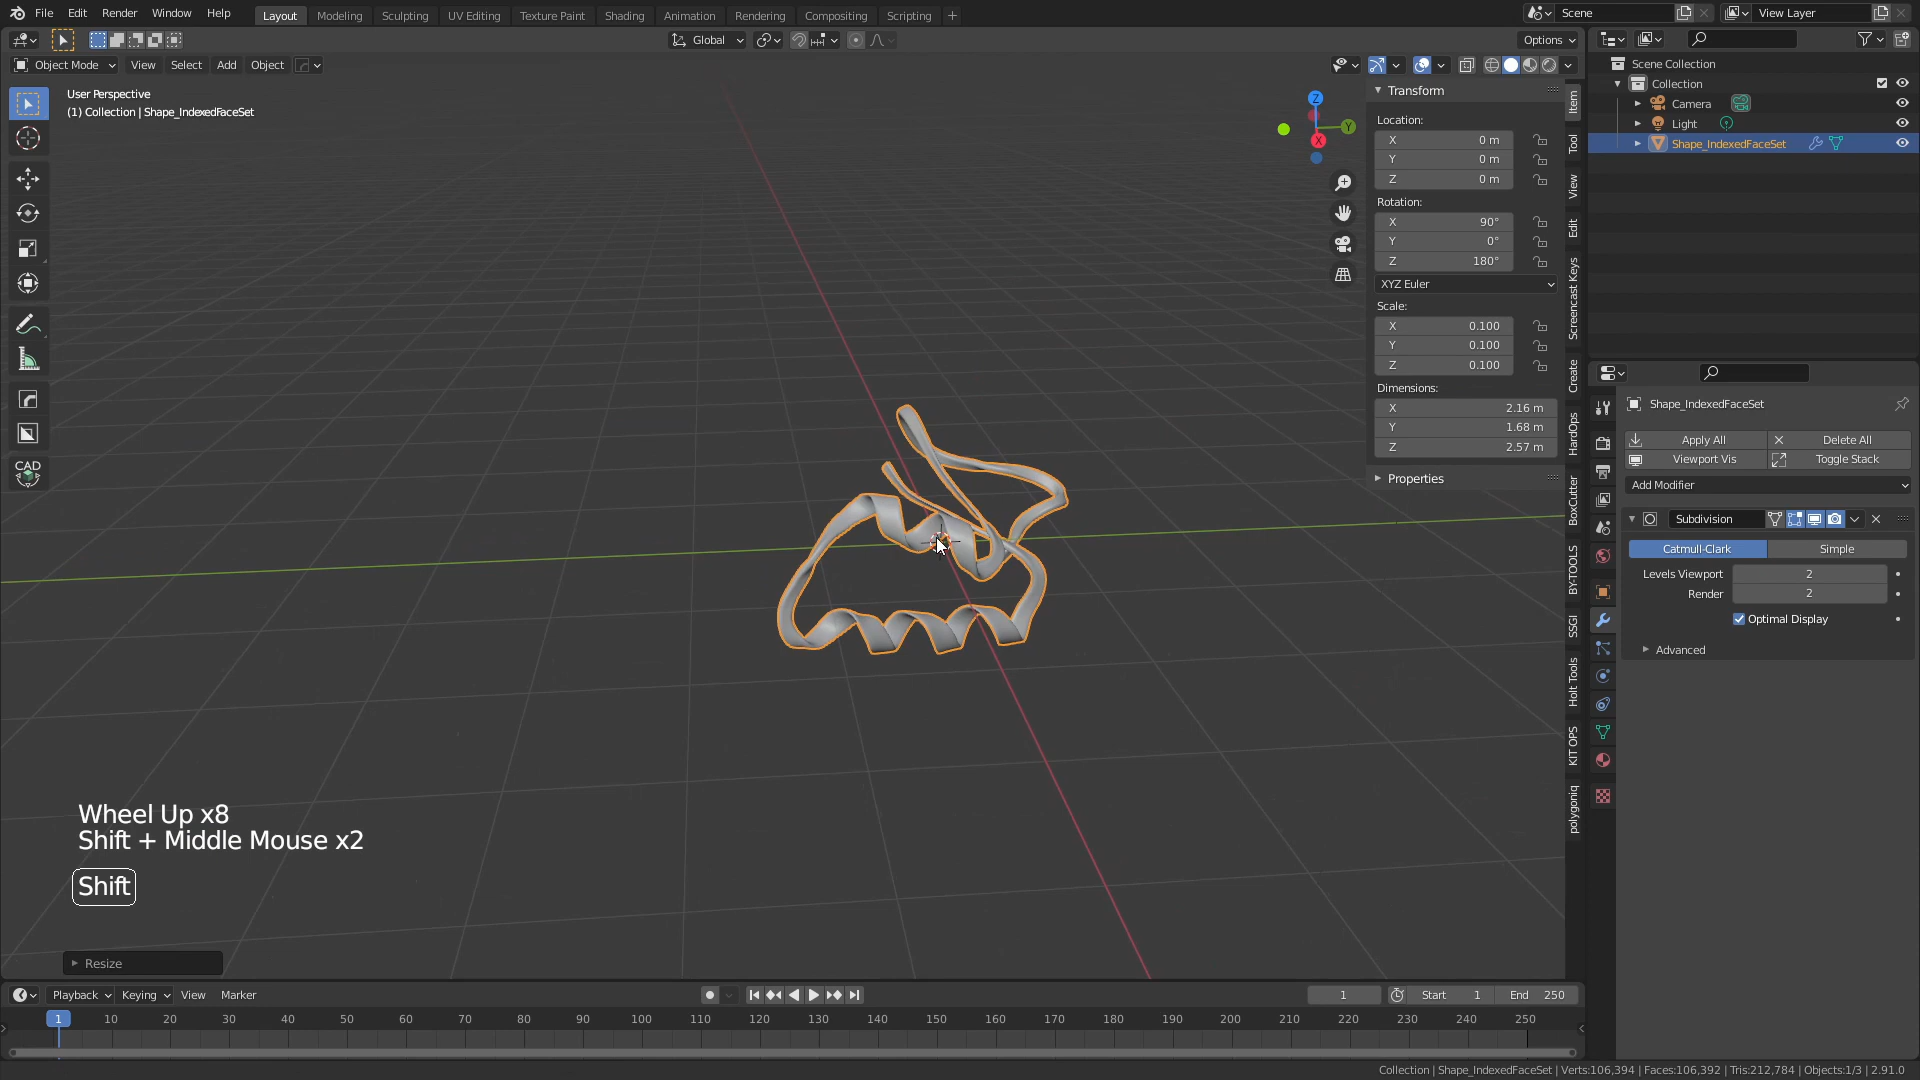 File Edit Render Window Help Layout Modeling Sculpting UV Editing Texture Paint Shading Animation Rendering Compositing Scripting + Scene View Layer
Global Options
Object Mode View Select Add Object
User Perspective
(1) Collection | Shape_IndexedFaceSet
Z
Y
X
CAD
Transform
Location:
X 0 m
Y 0 m
Z 0 m
Rotation:
X 90°
Y 0°
Z 180°
XYZ Euler
Scale:
X 0.100
Y 0.100
Z 0.100
Dimensions:
X 2.16 m
Y 1.68 m
Z 2.57 m
Properties
Item
Tool
View
Edit
Screencast Keys
Create
HardOps
BoxCutter
BY-TOOLS
SSGI
Holt Tools
KIT OPS
polygoniq
Scene Collection
Collection
Camera
Light
Shape_IndexedFaceSet
Shape_IndexedFaceSet
Apply All Delete All
Viewport Vis Toggle Stack
Add Modifier
Subdivision
Catmull-Clark Simple
Levels Viewport 2
Render 2
Optimal Display
Advanced
Wheel Up x8
Shift + Middle Mouse x2
Shift
Resize
Playback Keying View Marker 1 Start 1 End 250
1 10 20 30 40 50 60 70 80 90 100 110 120 130 140 150 160 170 180 190 200 210 220 230 240 250
Collection | Shape_IndexedFaceSet | Verts:106,394 | Faces:106,392 | Tris:212,784 | Objects:1/3 | 2.91.0